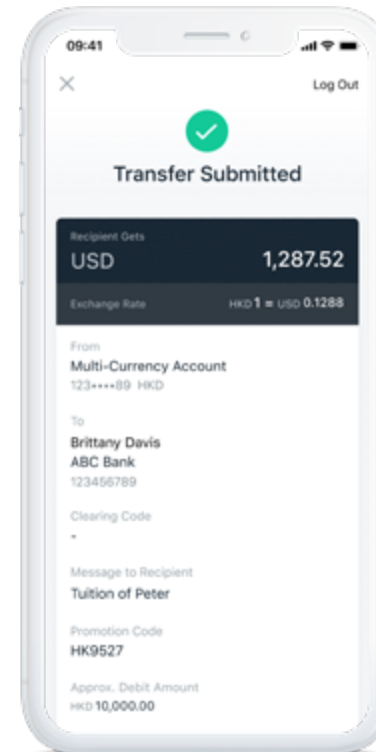 09:41
Log Out
Transfer Submitted
Recipient Gets
USD 1,287.52
Exchange Rate HKD 1 = USD 0.1288
From
Multi-Currency Account
123••••89 HKD
To
Brittany Davis
ABC Bank
123456789
Clearing Code
-
Message to Recipient
Tuition of Peter
Promotion Code
HK9527
Approx. Debit Amount
HKD 10,000.00